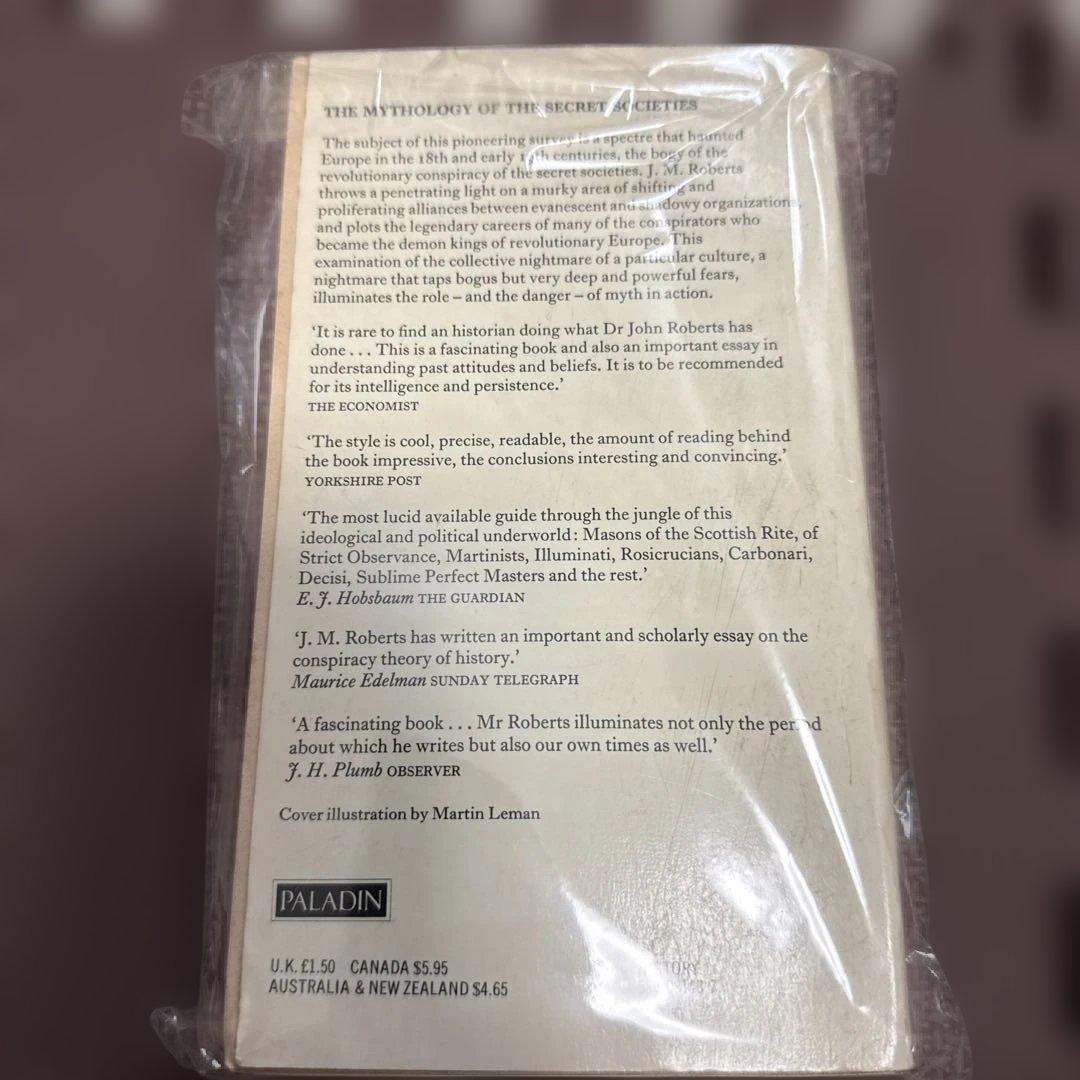 THE MYTHOLOGY OF THE SECRET SOCIETIES
The subject of this pioneering survey is a spectre that haunted
Europe in the 18th and early 19th centuries, the bogy of the
revolutionary conspiracy of the secret societies. J. M. Roberts
throws a penetrating light on a murky area of shifting and
proliferating alliances between evanescent and shadowy organizations,
and plots the legendary careers of many of the conspirators who
became the demon kings of revolutionary Europe. This
examination of the collective nightmare of a particular culture, a
nightmare that taps bogus but very deep and powerful fears,
illuminates the role – and the danger – of myth in action.
‘It is rare to find an historian doing what Dr John Roberts has
done . . . This is a fascinating book and also an important essay in
understanding past attitudes and beliefs. It is to be recommended
for its intelligence and persistence.’
THE ECONOMIST
‘The style is cool, precise, readable, the amount of reading behind
the book impressive, the conclusions interesting and convincing.’
YORKSHIRE POST
‘The most lucid available guide through the jungle of this
ideological and political underworld: Masons of the Scottish Rite, of
Strict Observance, Martinists, Illuminati, Rosicrucians, Carbonari,
Decisi, Sublime Perfect Masters and the rest.’
E. J. Hobsbaum THE GUARDIAN
‘J. M. Roberts has written an important and scholarly essay on the
conspiracy theory of history.’
Maurice Edelman SUNDAY TELEGRAPH
‘A fascinating book . . . Mr Roberts illuminates not only the period
about which he writes but also our own times as well.’
J. H. Plumb OBSERVER
Cover illustration by Martin Leman
PALADIN
U.K. £1.50 CANADA $5.95
AUSTRALIA & NEW ZEALAND $4.65